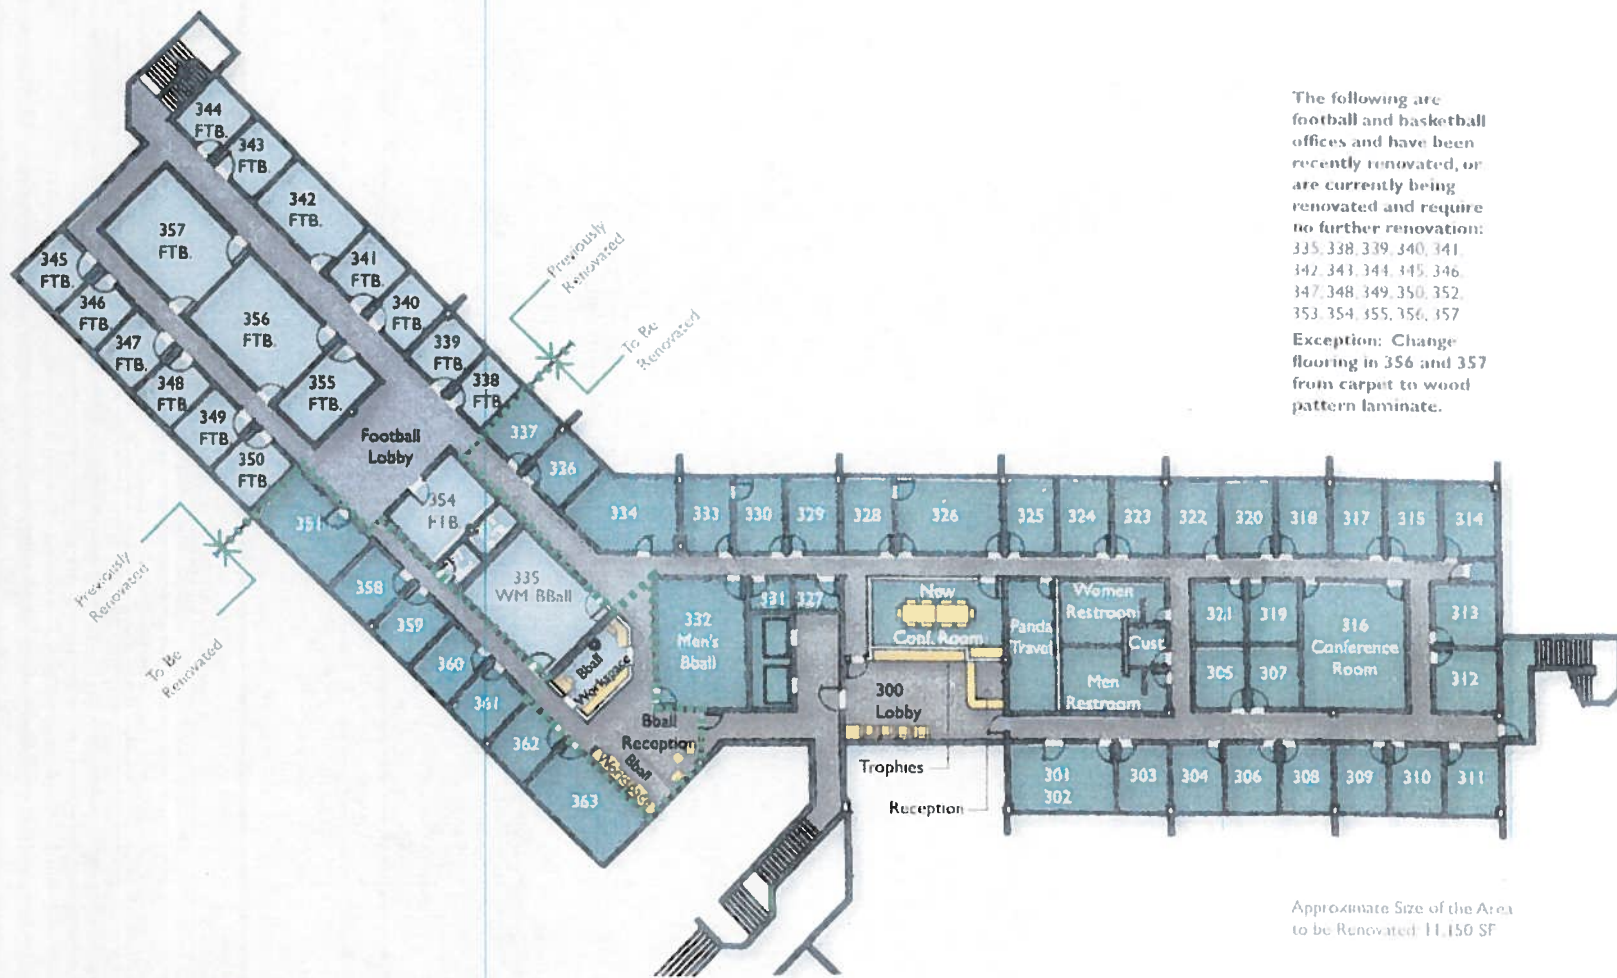 The following are
football and basketball
offices and have been
recently renovated, or
are currently being
renovated and require
no further renovation:
335, 338, 339, 340, 341,
342, 343, 344, 345, 346,
347, 348, 349, 350, 352,
353, 354, 355, 356, 357
Exception: Change
flooring in 356 and 357
from carpet to wood
pattern laminate.
344
FTB.
343
FTB.
342
FTB.
341
FTB.
340
FTB.
339
FTB.
338
FTB.
357
FTB.
356
FTB.
355
FTB.
345
FTB.
346
FTB.
347
FTB.
348
FTB.
349
FTB.
350
FTB.
Previously
Renovated
To Be
Renovated
Football
Lobby
354
FTB.
337
336
334
333
330
329
328
326
325
324
323
322
320
318
317
315
314
351
Previously
Renovated
To Be
Renovated
358
359
360
361
362
363
335
WM BBall
Bball
Workspace
332
Men's
Bball
331
327
New
Conf. Room
Panda
Travel
Women
Restroom
Cust.
Men
Restroom
321
319
305
307
316
Conference
Room
313
312
300
Lobby
Bball
Reception
Bball
Trophies
Reception
301
302
303
304
306
308
309
310
311
Approximate Size of the Area
to be Renovated: 11,150 SF